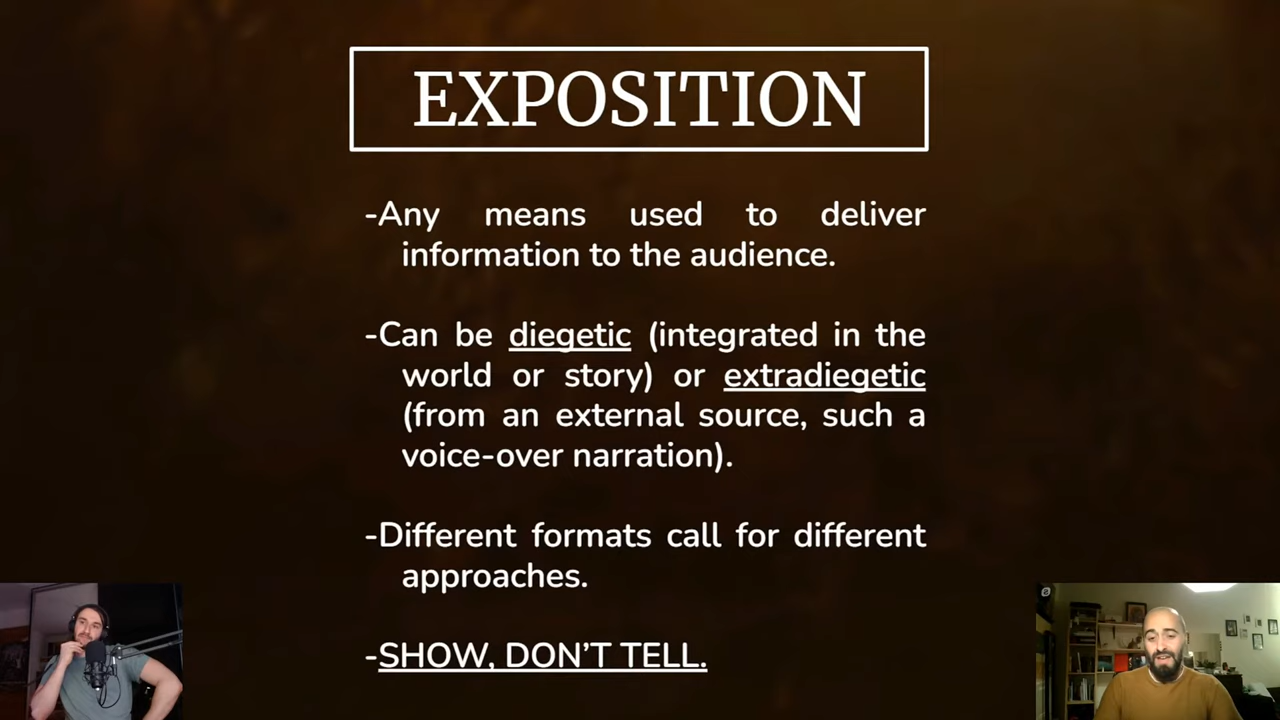 EXPOSITION
-Any means used to deliver
information to the audience.
-Can be diegetic (integrated in the
world or story) or extradiegetic
(from an external source, such a
voice-over narration).
-Different formats call for different
approaches.
-SHOW, DON’T TELL.